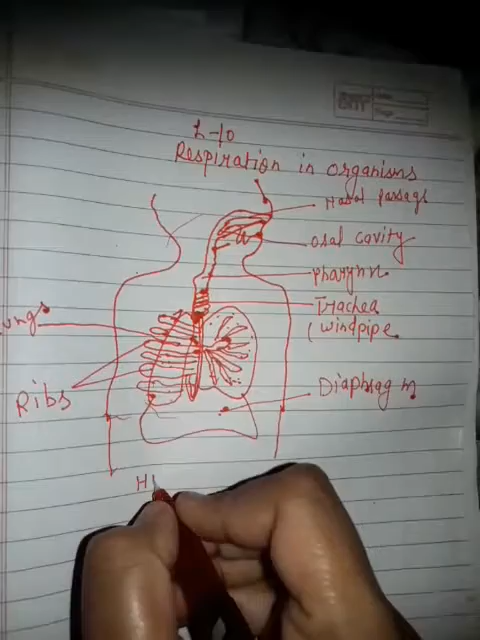 L-10
Respiration in organisms
Nasal passage
oral cavity
pharynx
Trachea
(windpipe
ungs
Ribs
Diaphragm
H